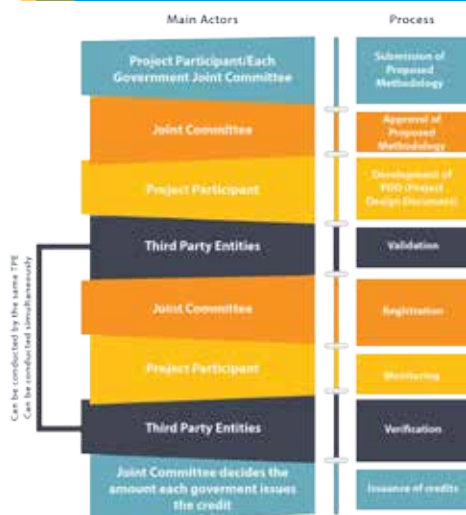 Main Actors
Process
Project Participant/Each
Government Joint Committee
Submission of
Proposed
Methodology
Joint Committee
Approval of
Proposed
Methodology
Project Participant
Development of
PDD (Project
Design Document)
Third Party Entities
Validation
Joint Committee
Registration
Project Participant
Monitoring
Third Party Entities
Verification
Joint Committee decides the
amount each goverment issues
the credit
Issuance of credits
Can be conducted by the same TPE
Can be conducted simultaneously